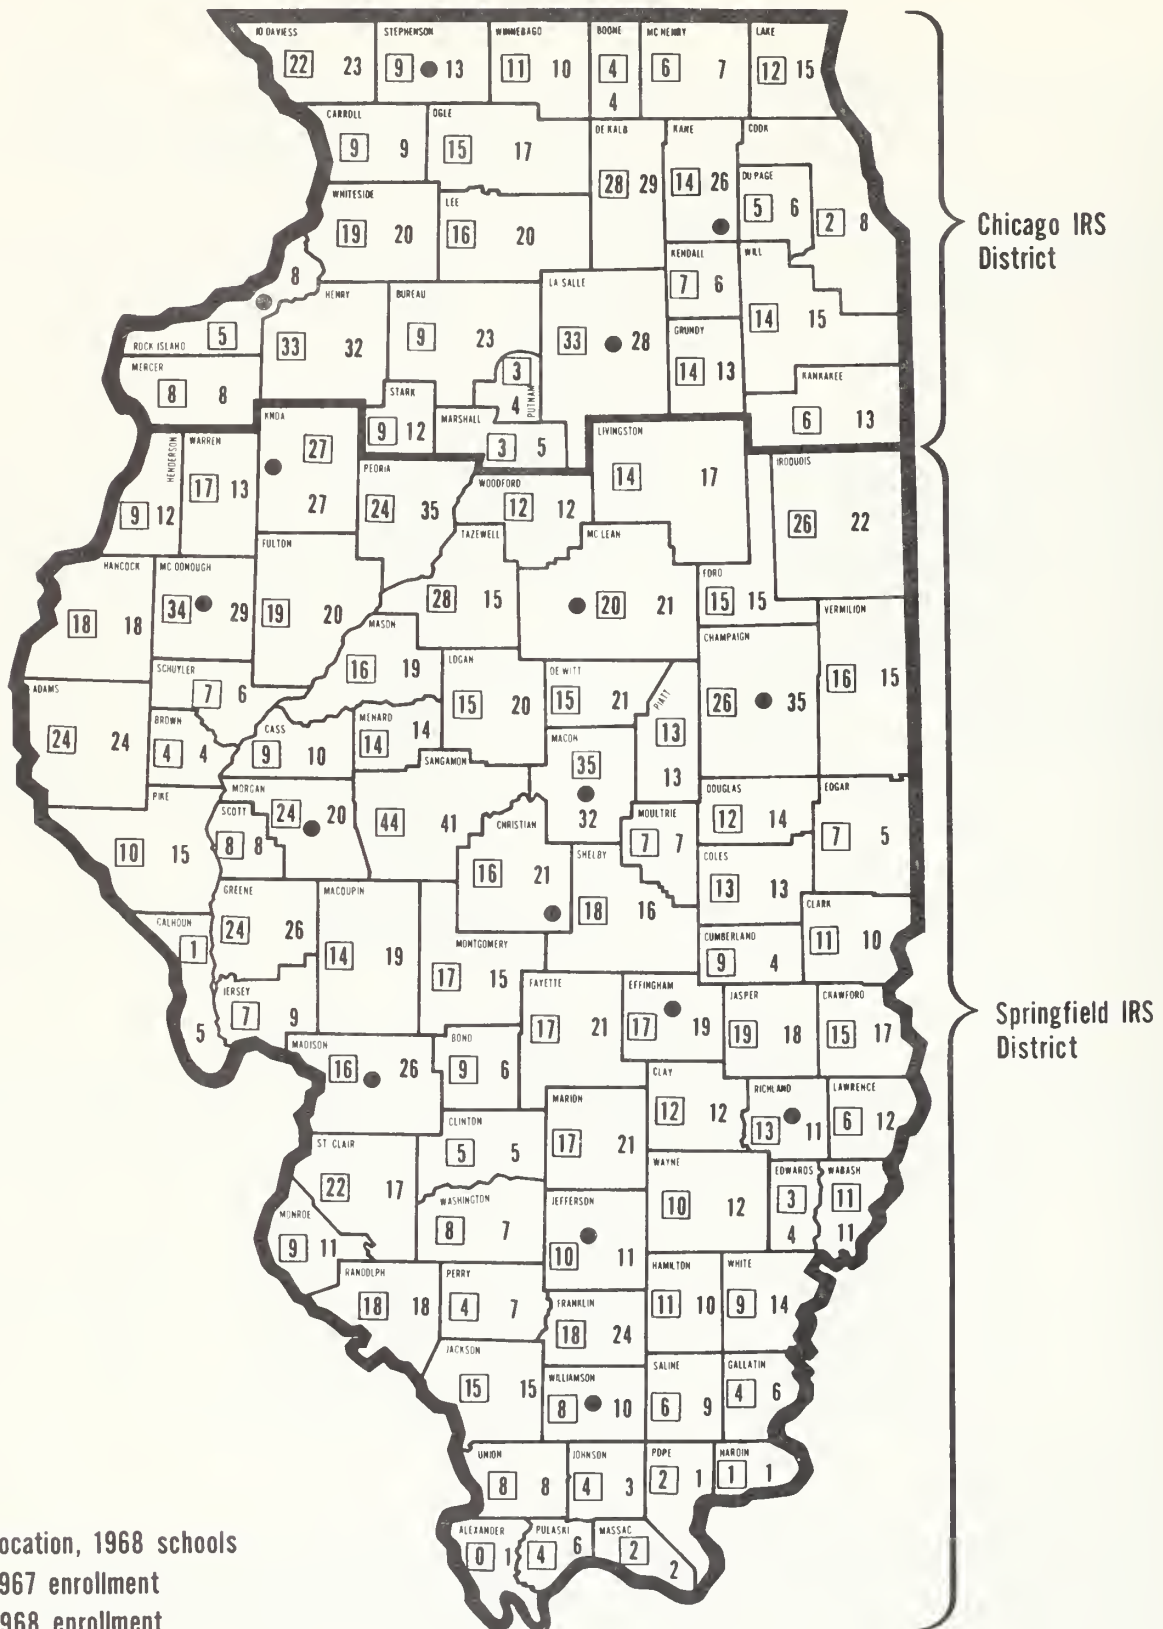 JO DAVIESS
22 23
STEPHENSON
9 13
WINNEBAGO
11 10
BOONE
4
4
MC HENRY
6 7
LAKE
12 15
CARROLL
9 9
OGLE
15 17
DE KALB
28 29
KANE
14 26
COOK
2 8
DU PAGE
5 6
WHITESIDE
19 20
LEE
16 20
Chicago IRS
District
KENDALL
7 6
WILL
14 15
8
ROCK ISLAND
5
HENRY
33 32
BUREAU
9 23
LA SALLE
33 28
GRUNDY
14 13
MERCER
8 8
STARK
9 12
3
4
PUTNAM
MARSHALL
3 5
KANKAKEE
6 13
HENDERSON
9 12
WARREN
17 13
KNOA
27
27
PEORIA
24 35
WOODFORD
12 12
LIVINGSTON
14 17
IROQUOIS
26 22
HANCOCK
18 18
MC DONOUGH
34 29
FULTON
19 20
TAZEWELL
28 15
MC LEAN
20 21
FORD
15 15
VERMILION
16 15
SCHUYLER
7 6
MASON
16 19
LOGAN
15 20
DE WITT
15 21
PIATT
13
13
CHAMPAIGN
26 35
ADAMS
24 24
BROWN
4 4
CASS
9 10
MENARD
14 14
SANGAMON
44 41
MACON
35
32
PIKE
10 15
SCOTT
8 8
MORGAN
24 20
CHRISTIAN
16 21
MOULTRIE
7 7
DOUGLAS
12 14
EDGAR
7 5
SHELBY
18 16
COLES
13 13
CALHOUN
1
5
GREENE
24 26
MACOUPIN
14 19
MONTGOMERY
17 15
CUMBERLAND
9 4
CLARK
11 10
JERSEY
7 9
FAYETTE
17 21
EFFINGHAM
17 19
JASPER
19 18
CRAWFORD
15 17
Springfield IRS
District
MADISON
16 26
BOND
9 6
CLAY
12 12
RICHLAND
13 11
LAWRENCE
6 12
MARION
17 21
CLINTON
5 5
ST CLAIR
22 17
WAYNE
10 12
EDWARDS
3
4
WABASH
11
11
MONROE
9 11
WASHINGTON
8 7
JEFFERSON
10 11
RANDOLPH
18 18
PERRY
4 7
FRANKLIN
18 24
HAMILTON
11 10
WHITE
9 14
JACKSON
15 15
WILLIAMSON
8 10
SALINE
6 9
GALLATIN
4 6
UNION
8 8
JOHNSON
4 3
POPE
2 1
HARDIN
1 1
ALEXANDER
0 1
PULASKI
4 6
MASSAC
2 2
ocation, 1968 schools
967 enrollment
968 enrollment